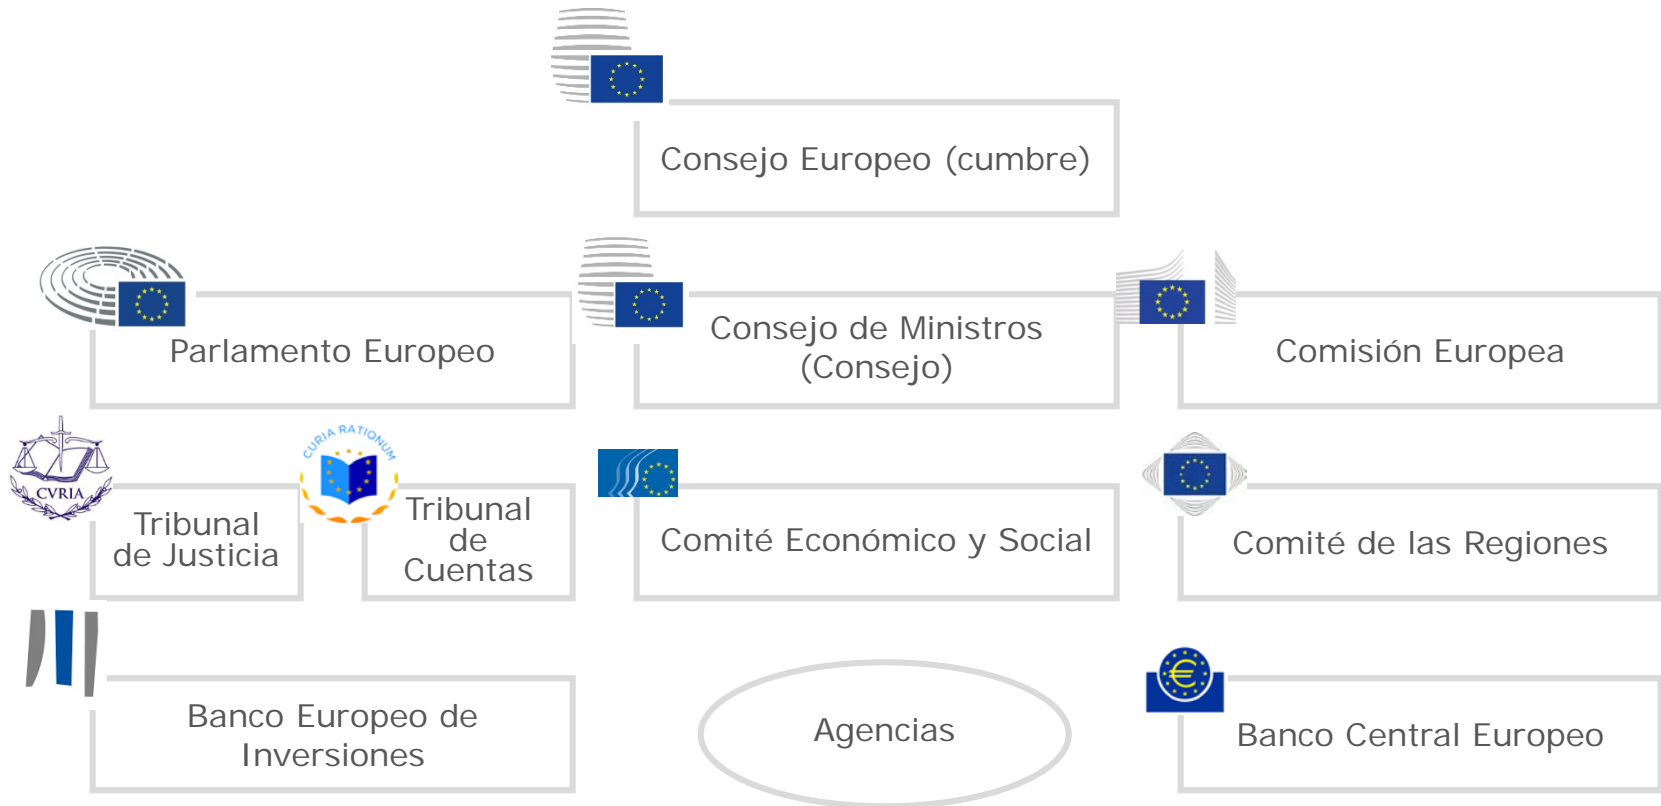 Consejo Europeo (cumbre)
Parlamento Europeo
Consejo de Ministros
(Consejo)
Comisión Europea
CVRIA
Tribunal
de Justicia
CURIA RATIONUM
Tribunal
de
Cuentas
Comité Económico y Social
Comité de las Regiones
Banco Europeo de
Inversiones
Agencias
€
Banco Central Europeo